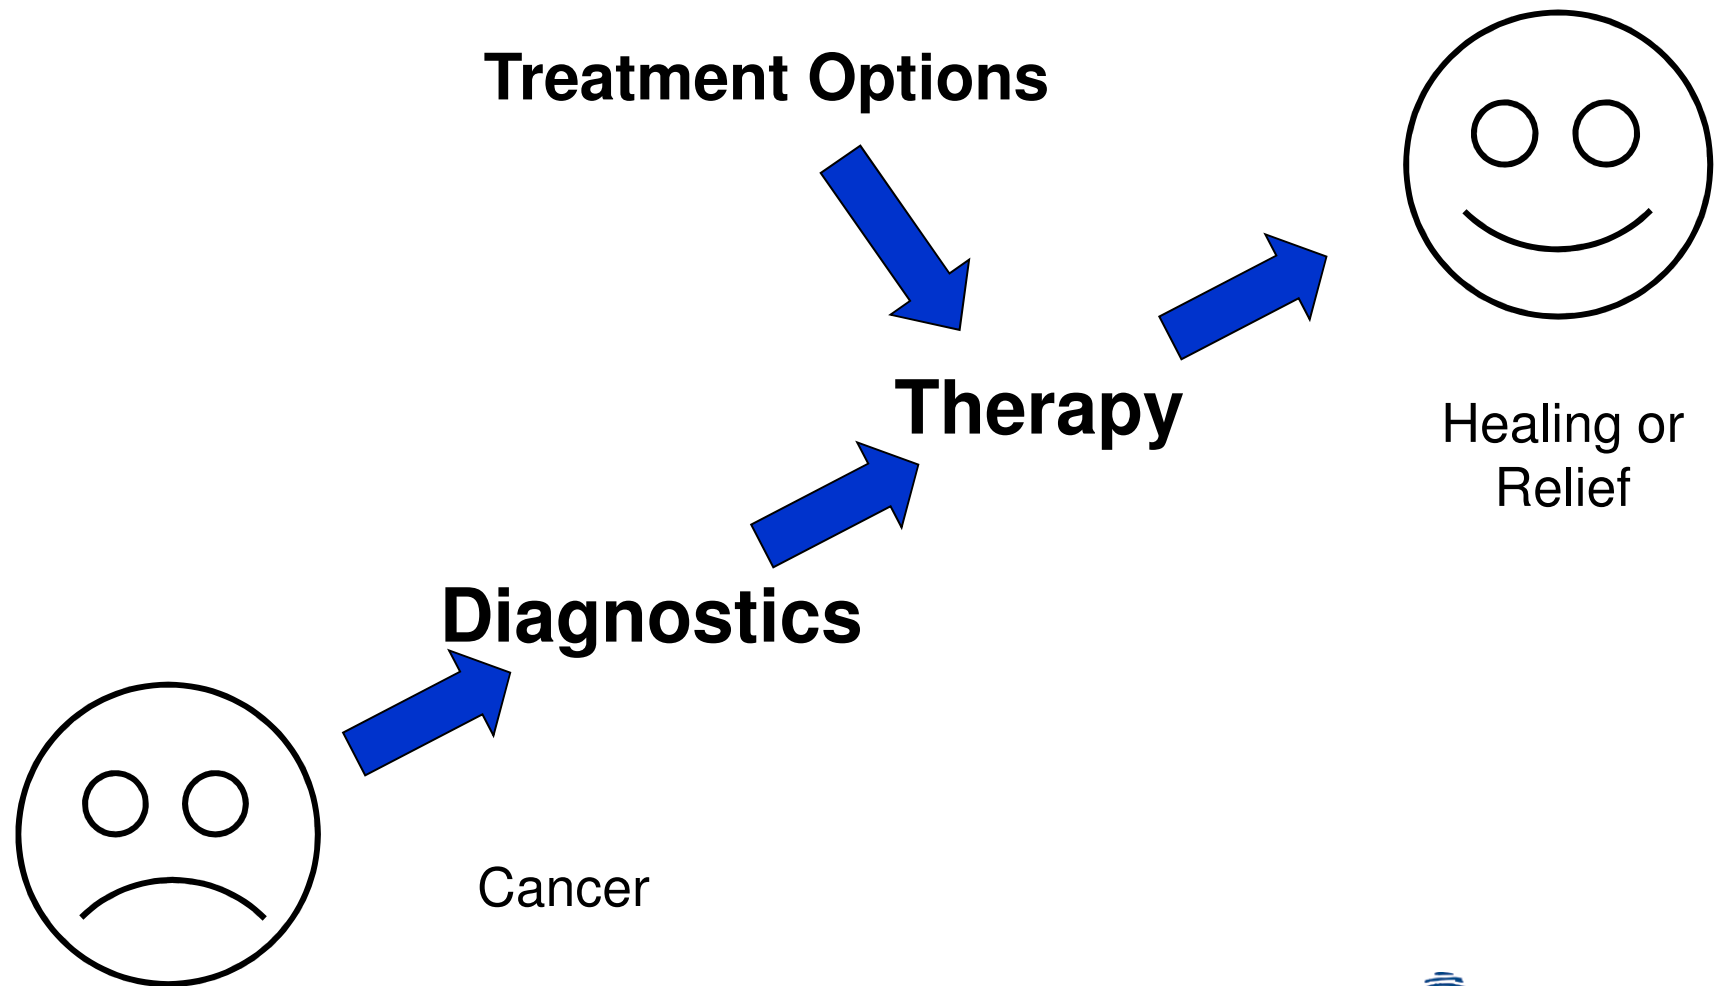 Treatment Options
Therapy
Healing or
Relief
Diagnostics
Cancer